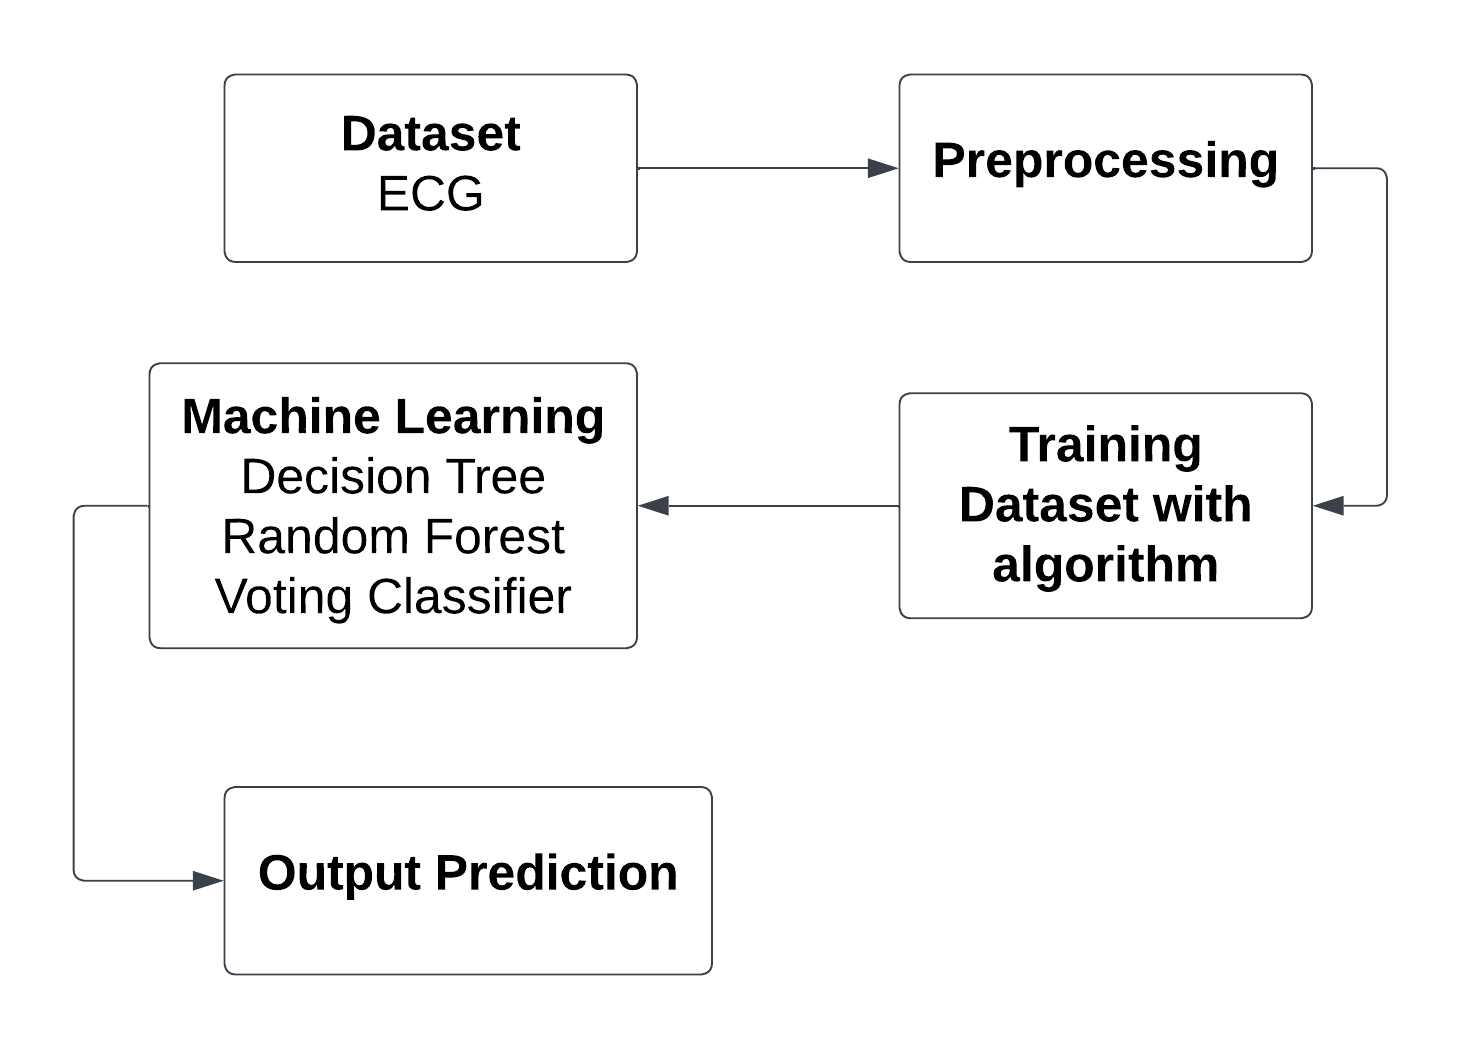 Dataset
ECG
Preprocessing
Training
Dataset with
algorithm
Machine Learning
Decision Tree
Random Forest
Voting Classifier
Output Prediction